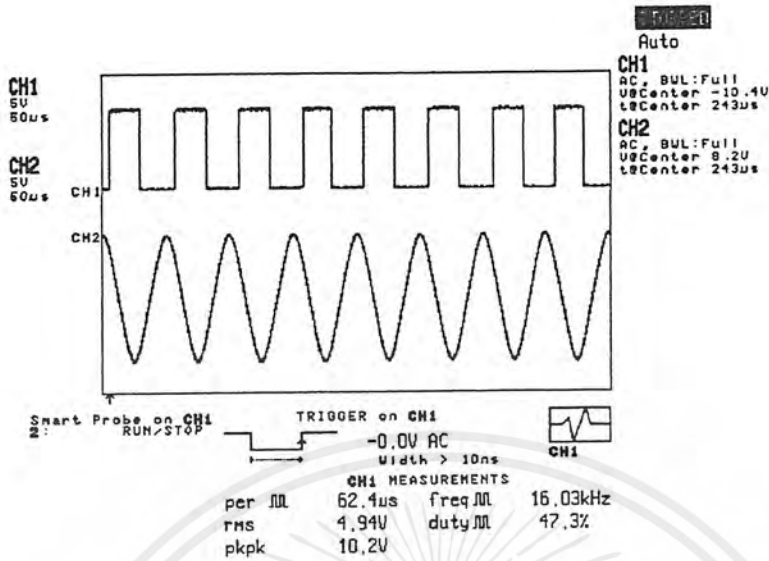 Auto
CH1
AC, BWL:Full
V@Center -10.4V
t@Center 243us
CH2
AC, BWL:Full
V@Center 8.2V
t@Center 243us
CH1
5V
50us
CH2
5V
50us
CH1
CH2
Smart Probe on CH1
2: RUN/STOP
TRIGGER on CH1
-0.0V AC
Width > 10ns
CH1
CH1 MEASUREMENTS
per 62.4us freq 16.03kHz
rms 4.94V duty 47.3%
pkpk 10.2V